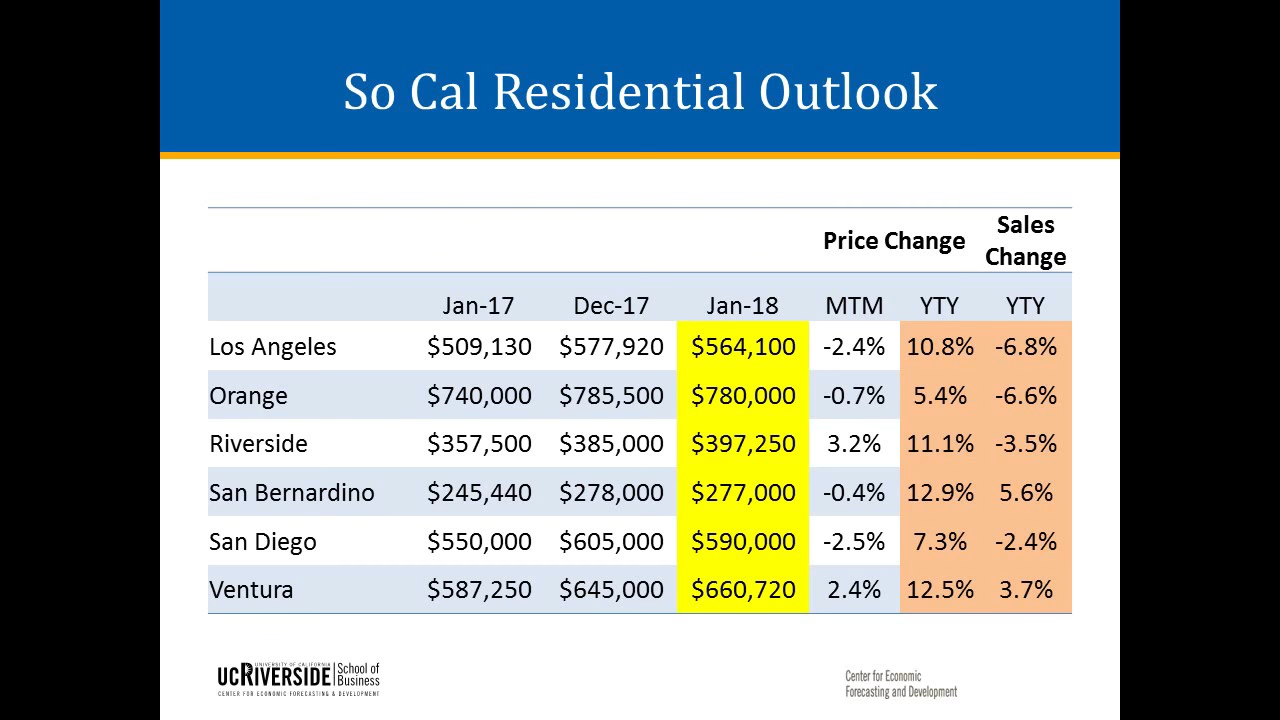 So Cal Residential Outlook
Price Change Sales Change
Jan-17 Dec-17 Jan-18 MTM YTY YTY
Los Angeles $509,130 $577,920 $564,100 -2.4% 10.8% -6.8%
Orange $740,000 $785,500 $780,000 -0.7% 5.4% -6.6%
Riverside $357,500 $385,000 $397,250 3.2% 11.1% -3.5%
San Bernardino $245,440 $278,000 $277,000 -0.4% 12.9% 5.6%
San Diego $550,000 $605,000 $590,000 -2.5% 7.3% -2.4%
Ventura $587,250 $645,000 $660,720 2.4% 12.5% 3.7%
UNIVERSITY OF CALIFORNIA
UCRIVERSIDE School of Business
CENTER FOR ECONOMIC FORECASTING & DEVELOPMENT
Center for Economic
Forecasting and Development